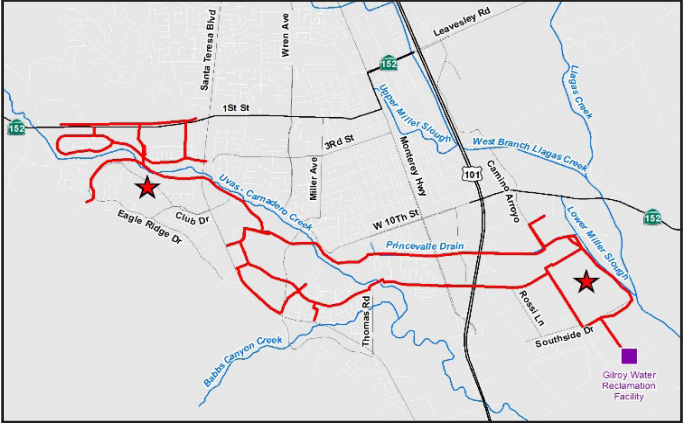 Leavesley Rd
Santa Teresa Blvd
Wren Ave
152
Llagas Creek
1St St
152
Upper Miller Slough
3Rd St
West Branch Llagas Creek
Monterey Hwy
101
Camino Arroyo
Miller Ave
Uvas - Carnadero Creek
Club Dr
Eagle Ridge Dr
W 10Th St
152
Lower Miller Slough
Princevalle Drain
Rossi Ln
Thomas Rd
Southside Dr
Babbs Canyon Creek
Gilroy Water
Reclamation
Facility